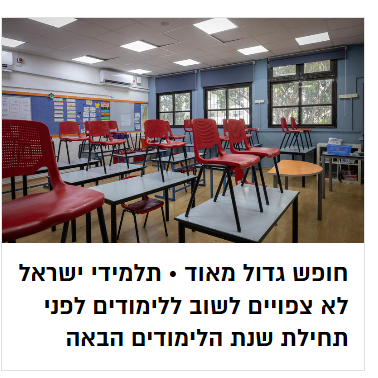 חופש גדול מאוד • תלמידי ישראל
לא צפויים לשוב ללימודים לפני
תחילת שנת הלימודים הבאה